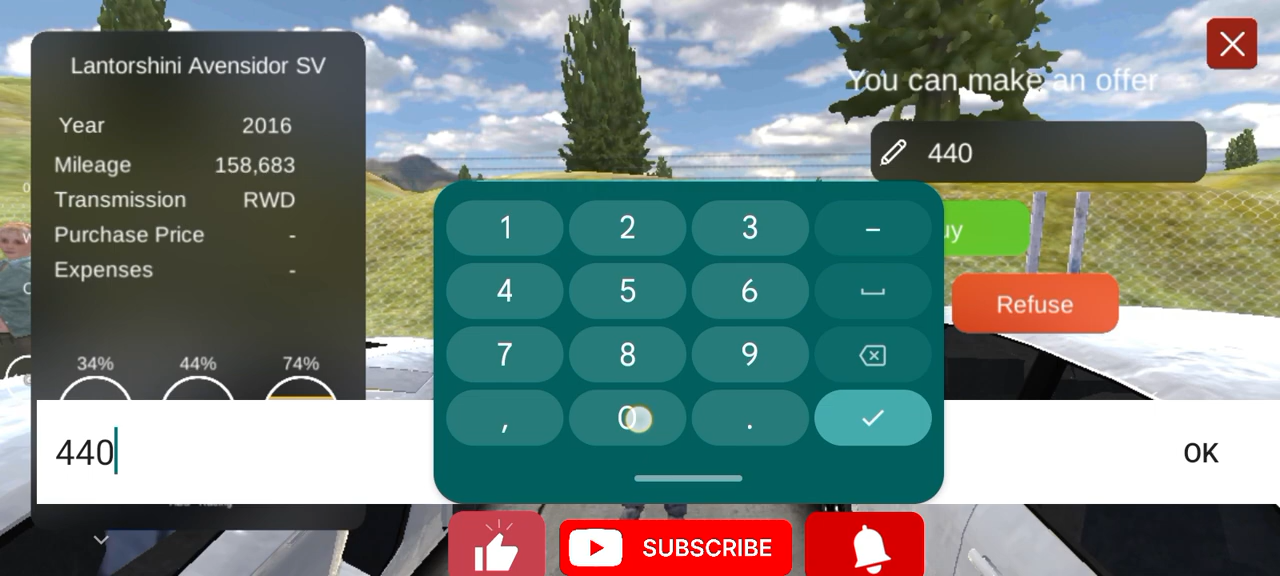 Lantorshini Avensidor SV
Year 2016
Mileage 158,683
Transmission RWD
Purchase Price -
Expenses -
34% 44% 74%
You can make an offer
440
uy
Refuse
1 2 3 –
4 5 6
7 8 9
, 0 .
440
OK
SUBSCRIBE